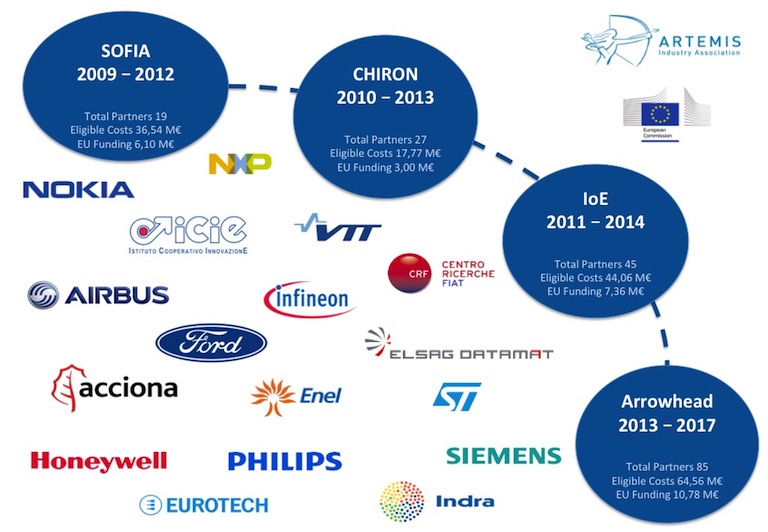 SOFIA
2009 – 2012
Total Partners 19
Eligible Costs 36,54 M€
EU Funding 6,10 M€
CHIRON
2010 – 2013
Total Partners 27
Eligible Costs 17,77 M€
EU Funding 3,00 M€
ARTEMIS
Industry Association
European
Commission
NXP
NOKIA
IoE
2011 – 2014
Total Partners 45
Eligible Costs 44,06 M€
EU Funding 7,36 M€
icie
ISTITUTO COOPERATIVO INNOVAZIONE
VTT
CRF
CENTRO
RICERCHE
FIAT
AIRBUS
infineon
Ford
ELSAG DATAMAT
acciona
Enel
ST
Arrowhead
2013 – 2017
Total Partners 85
Eligible Costs 64,56 M€
EU Funding 10,78 M€
Honeywell
PHILIPS
SIEMENS
EUROTECH
Indra